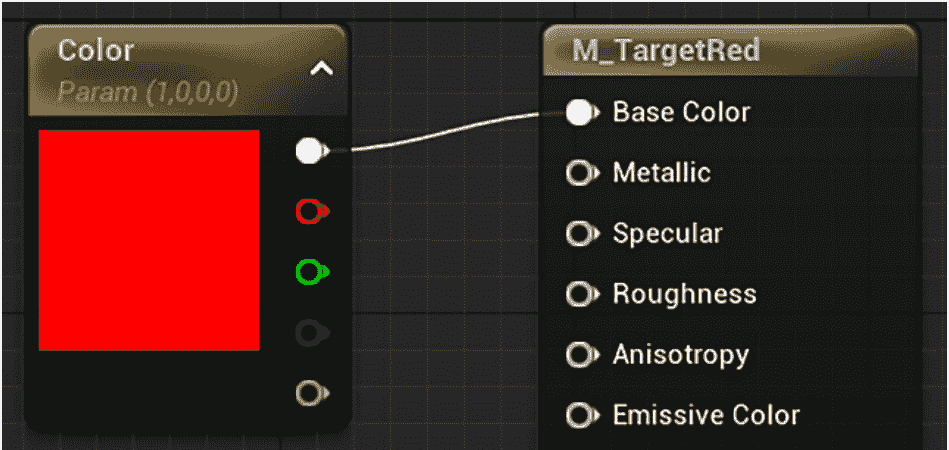 Color
Param (1,0,0,0)
M_TargetRed
Base Color
Metallic
Specular
Roughness
Anisotropy
Emissive Color